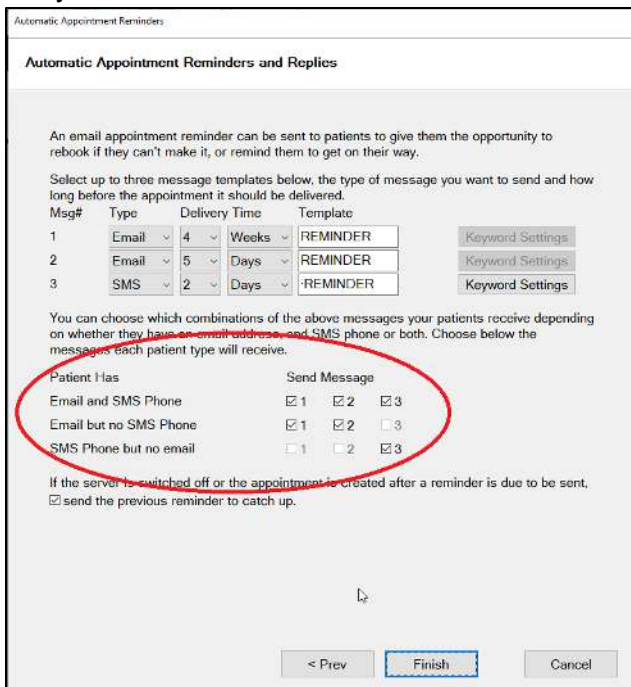 Automatic Appointment Reminders
Automatic Appointment Reminders and Replies
An email appointment reminder can be sent to patients to give them the opportunity to
rebook if they can't make it, or remind them to get on their way.
Select up to three message templates below, the type of message you want to send and how
long before the appointment it should be delivered.
Msg# Type Delivery Time Template
1 Email 4 Weeks REMINDER Keyword Settings
2 Email 5 Days REMINDER Keyword Settings
3 SMS 2 Days -REMINDER Keyword Settings
You can choose which combinations of the above messages your patients receive depending
on whether they have an email address, and SMS phone or both. Choose below the
messages each patient type will receive.
Patient Has Send Message
Email and SMS Phone 1 2 3
Email but no SMS Phone 1 2 3
SMS Phone but no email 1 2 3
If the server is switched off or the appointment is created after a reminder is due to be sent,
send the previous reminder to catch up.
< Prev Finish Cancel